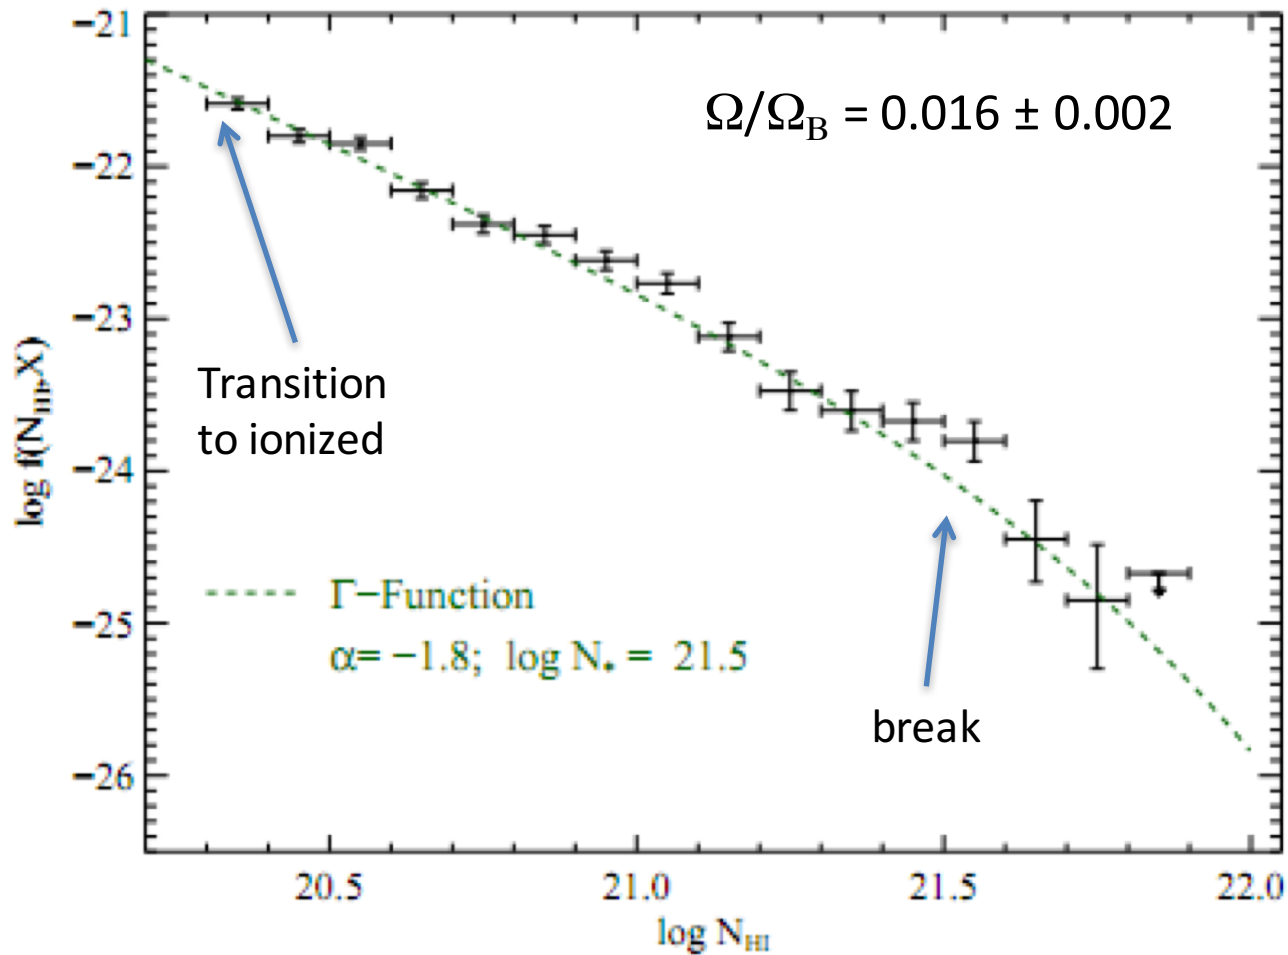 −21
−22
−23
−24
−25
−26
log f(N_HI, X)
Ω/Ω_B = 0.016 ± 0.002
Transition
to ionized
Γ−Function
α= −1.8; log N_* = 21.5
break
20.5 21.0 21.5 22.0
log N_HI